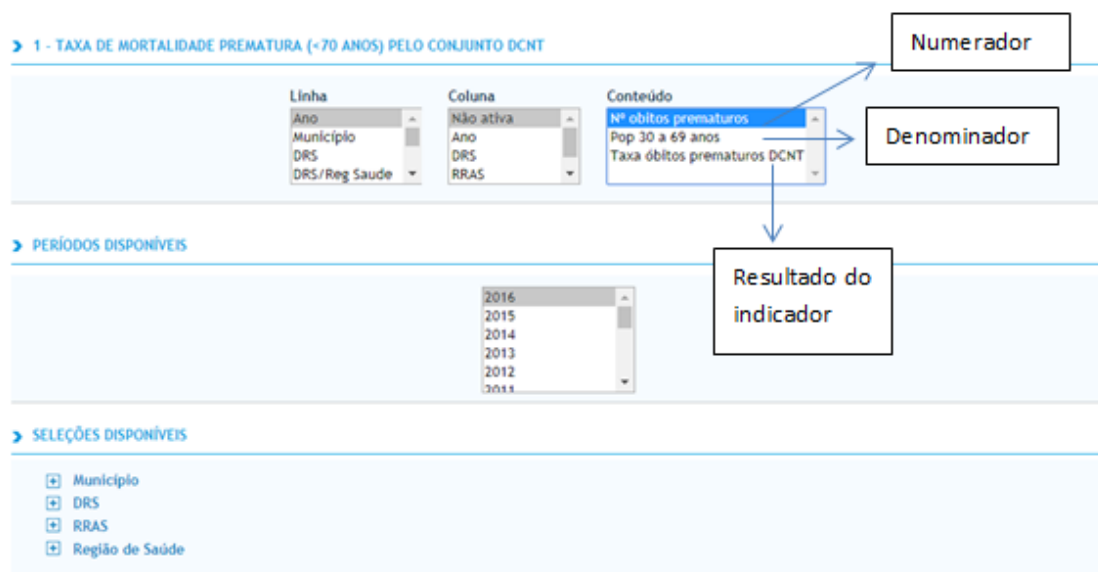 1 - TAXA DE MORTALIDADE PREMATURA (<70 ANOS) PELO CONJUNTO DCNT
Numerador
Linha
Ano
Município
DRS
DRS/Reg Saude
Coluna
Não ativa
Ano
DRS
RRAS
Conteúdo
Nº obitos prematuros
Pop 30 a 69 anos
Taxa óbitos prematuros DCNT
Denominador
Resultado do
indicador
PERÍODOS DISPONÍVEIS
2016
2015
2014
2013
2012
2011
SELEÇÕES DISPONÍVEIS
Município
DRS
RRAS
Região de Saúde